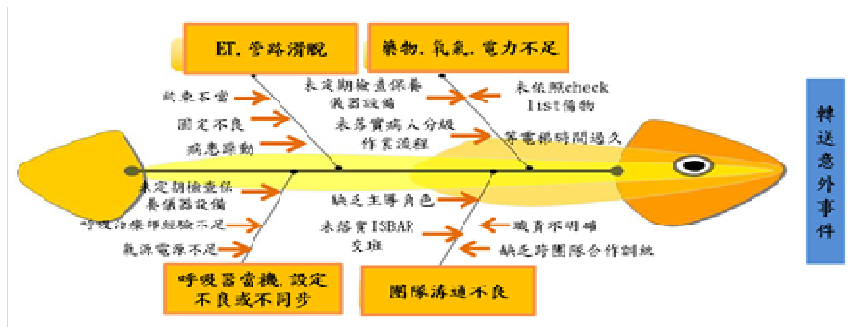 ET.管路滑脫
藥物.氧氣.電力不足
約束不當
固定不良
病患躁動
未定期檢查保養
儀器設備
未落實病人分級
作業流程
未依照check
list備物
等電梯時間過久
轉送意外事件
未定期檢查保
養儀器設備
呼吸治療師經驗不足
氣源電源不足
缺乏主導角色
未落實ISBAR
交班
職責不明確
缺乏跨團隊合作訓練
呼吸器當機.設定
不良或不同步
團隊溝通不良